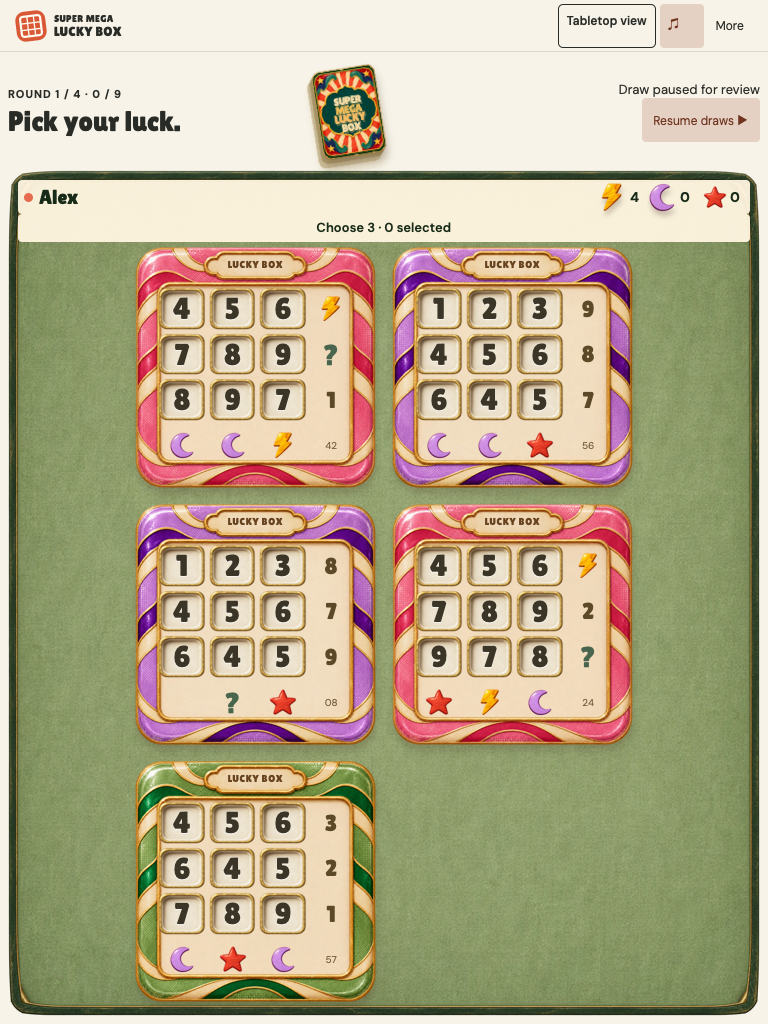 SUPER MEGA
LUCKY BOX
Tabletop view
More
ROUND 1 / 4 · 0 / 9
Pick your luck.
SUPER
MEGA
LUCKY
BOX
Draw paused for review
Resume draws
Alex
4 0 0
Choose 3 · 0 selected
LUCKY BOX
4 5 6
7 8 9 ?
8 9 7 1
42
LUCKY BOX
1 2 3 9
4 5 6 8
6 4 5 7
56
LUCKY BOX
1 2 3 8
4 5 6 7
6 4 5 9
? 08
LUCKY BOX
4 5 6
7 8 9 2
9 7 8 ?
24
LUCKY BOX
4 5 6 3
6 4 5 2
7 8 9 1
57